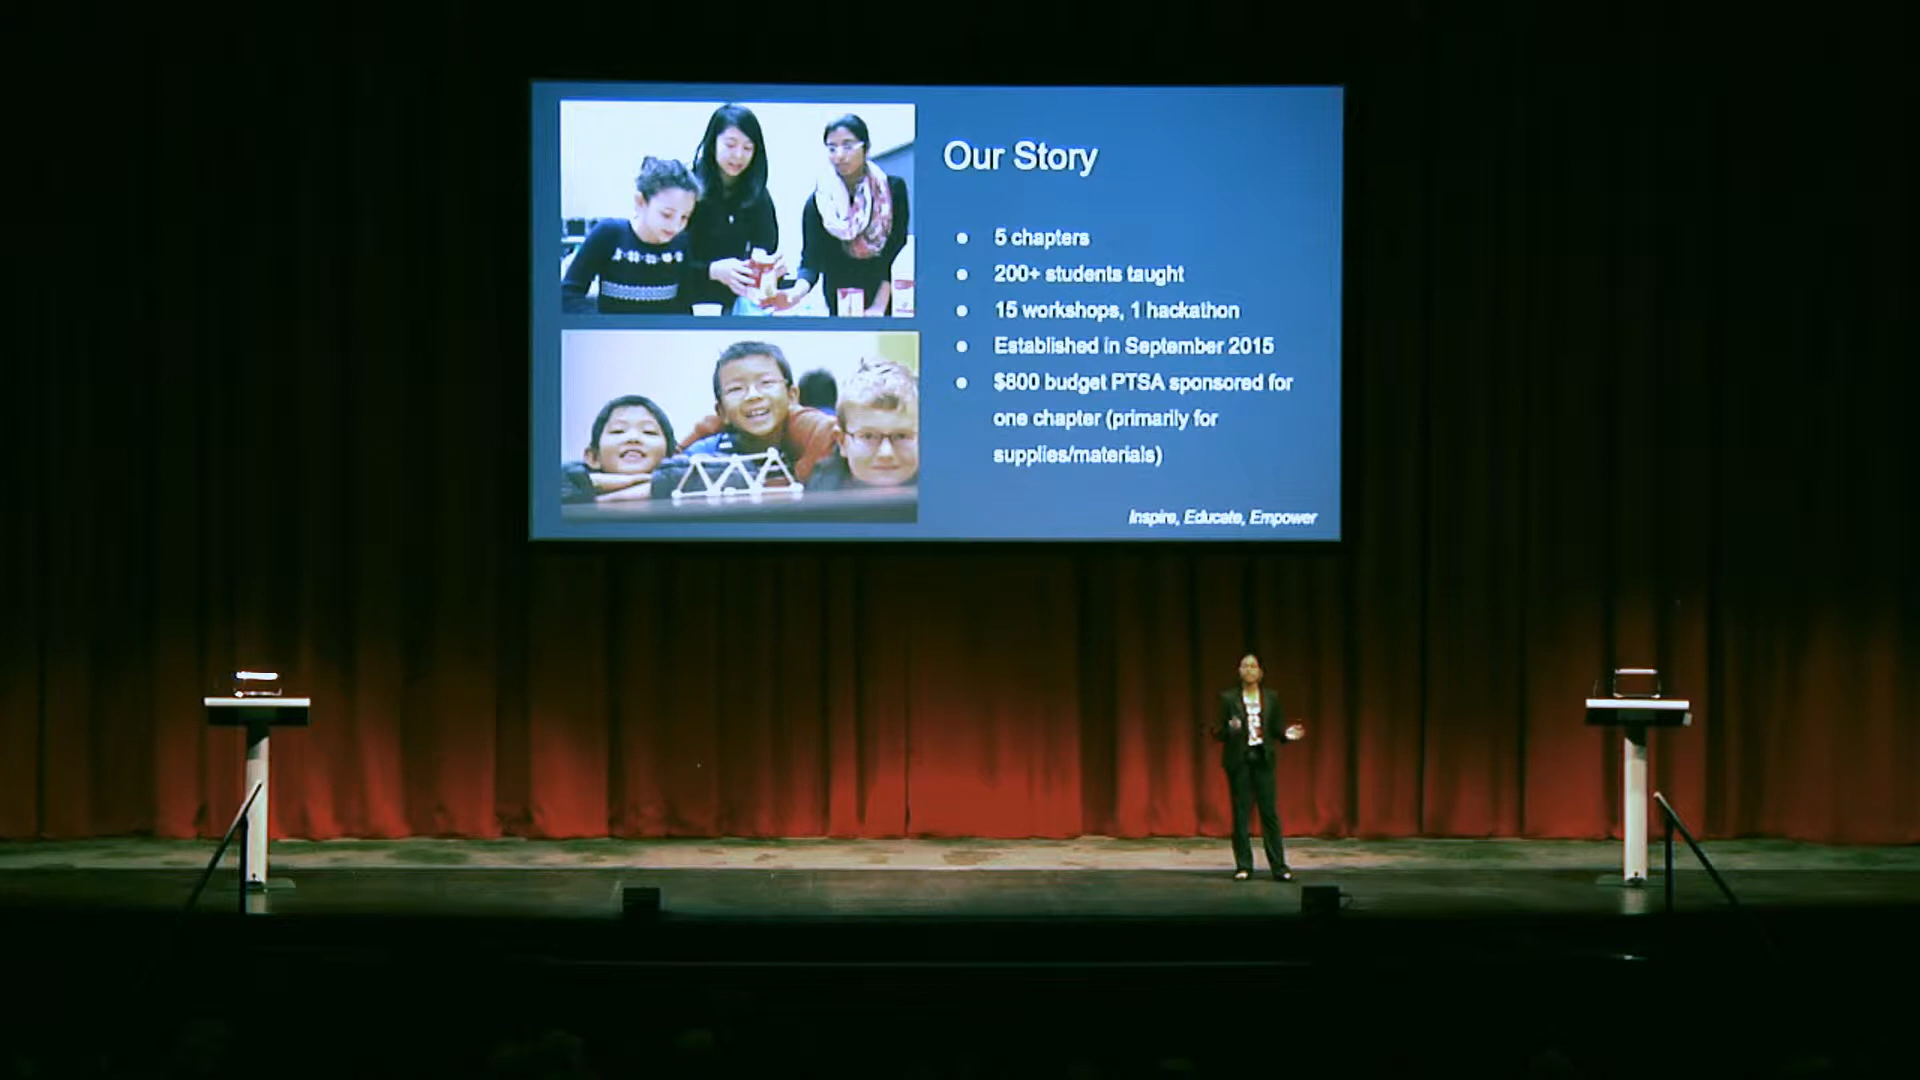 Our Story
● 5 chapters
● 200+ students taught
● 15 workshops, 1 hackathon
● Established in September 2015
● $800 budget PTSA sponsored for
one chapter (primarily for
supplies/materials)
Inspire, Educate, Empower